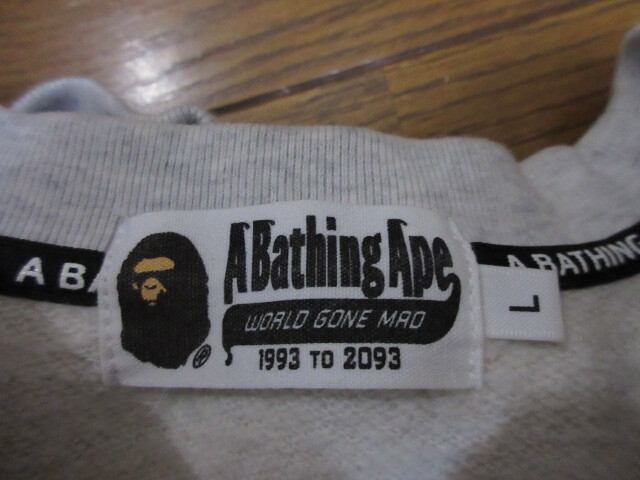 A BA
A Bathing Ape
WORLD GONE MAD
1993 TO 2093
L
A BATHING